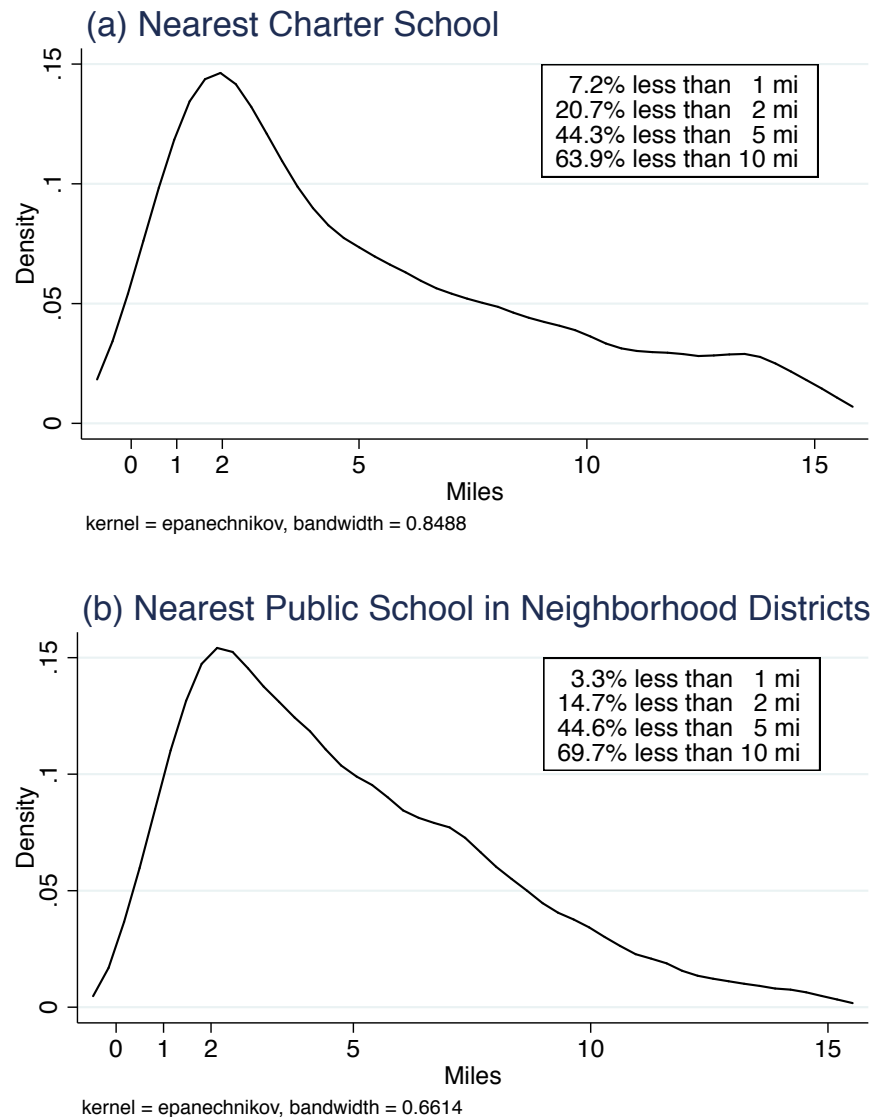 (a) Nearest Charter School
.15
.1
.05
0
Density
7.2% less than 1 mi
20.7% less than 2 mi
44.3% less than 5 mi
63.9% less than 10 mi
0 1 2 5 10 15
Miles
kernel = epanechnikov, bandwidth = 0.8488
(b) Nearest Public School in Neighborhood Districts
.15
.1
.05
0
Density
3.3% less than 1 mi
14.7% less than 2 mi
44.6% less than 5 mi
69.7% less than 10 mi
0 1 2 5 10 15
Miles
kernel = epanechnikov, bandwidth = 0.6614